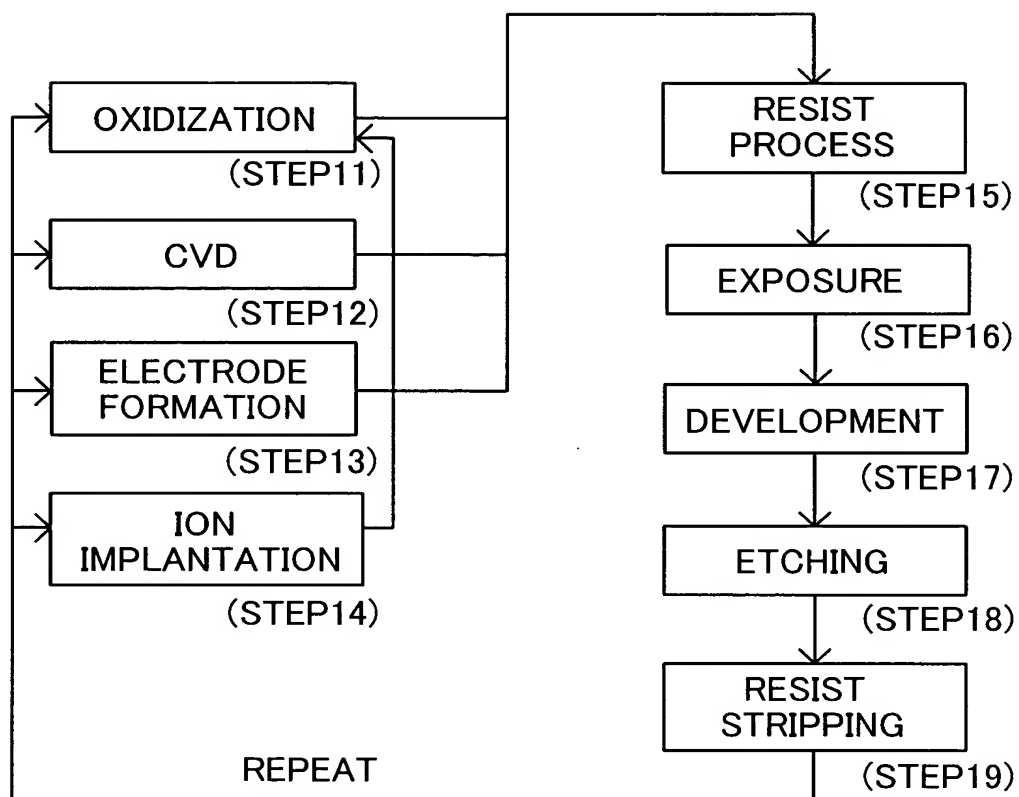 OXIDIZATION
(STEP11)
CVD
(STEP12)
ELECTRODE
FORMATION
(STEP13)
ION
IMPLANTATION
(STEP14)
REPEAT
RESIST
PROCESS
(STEP15)
EXPOSURE
(STEP16)
DEVELOPMENT
(STEP17)
ETCHING
(STEP18)
RESIST
STRIPPING
(STEP19)